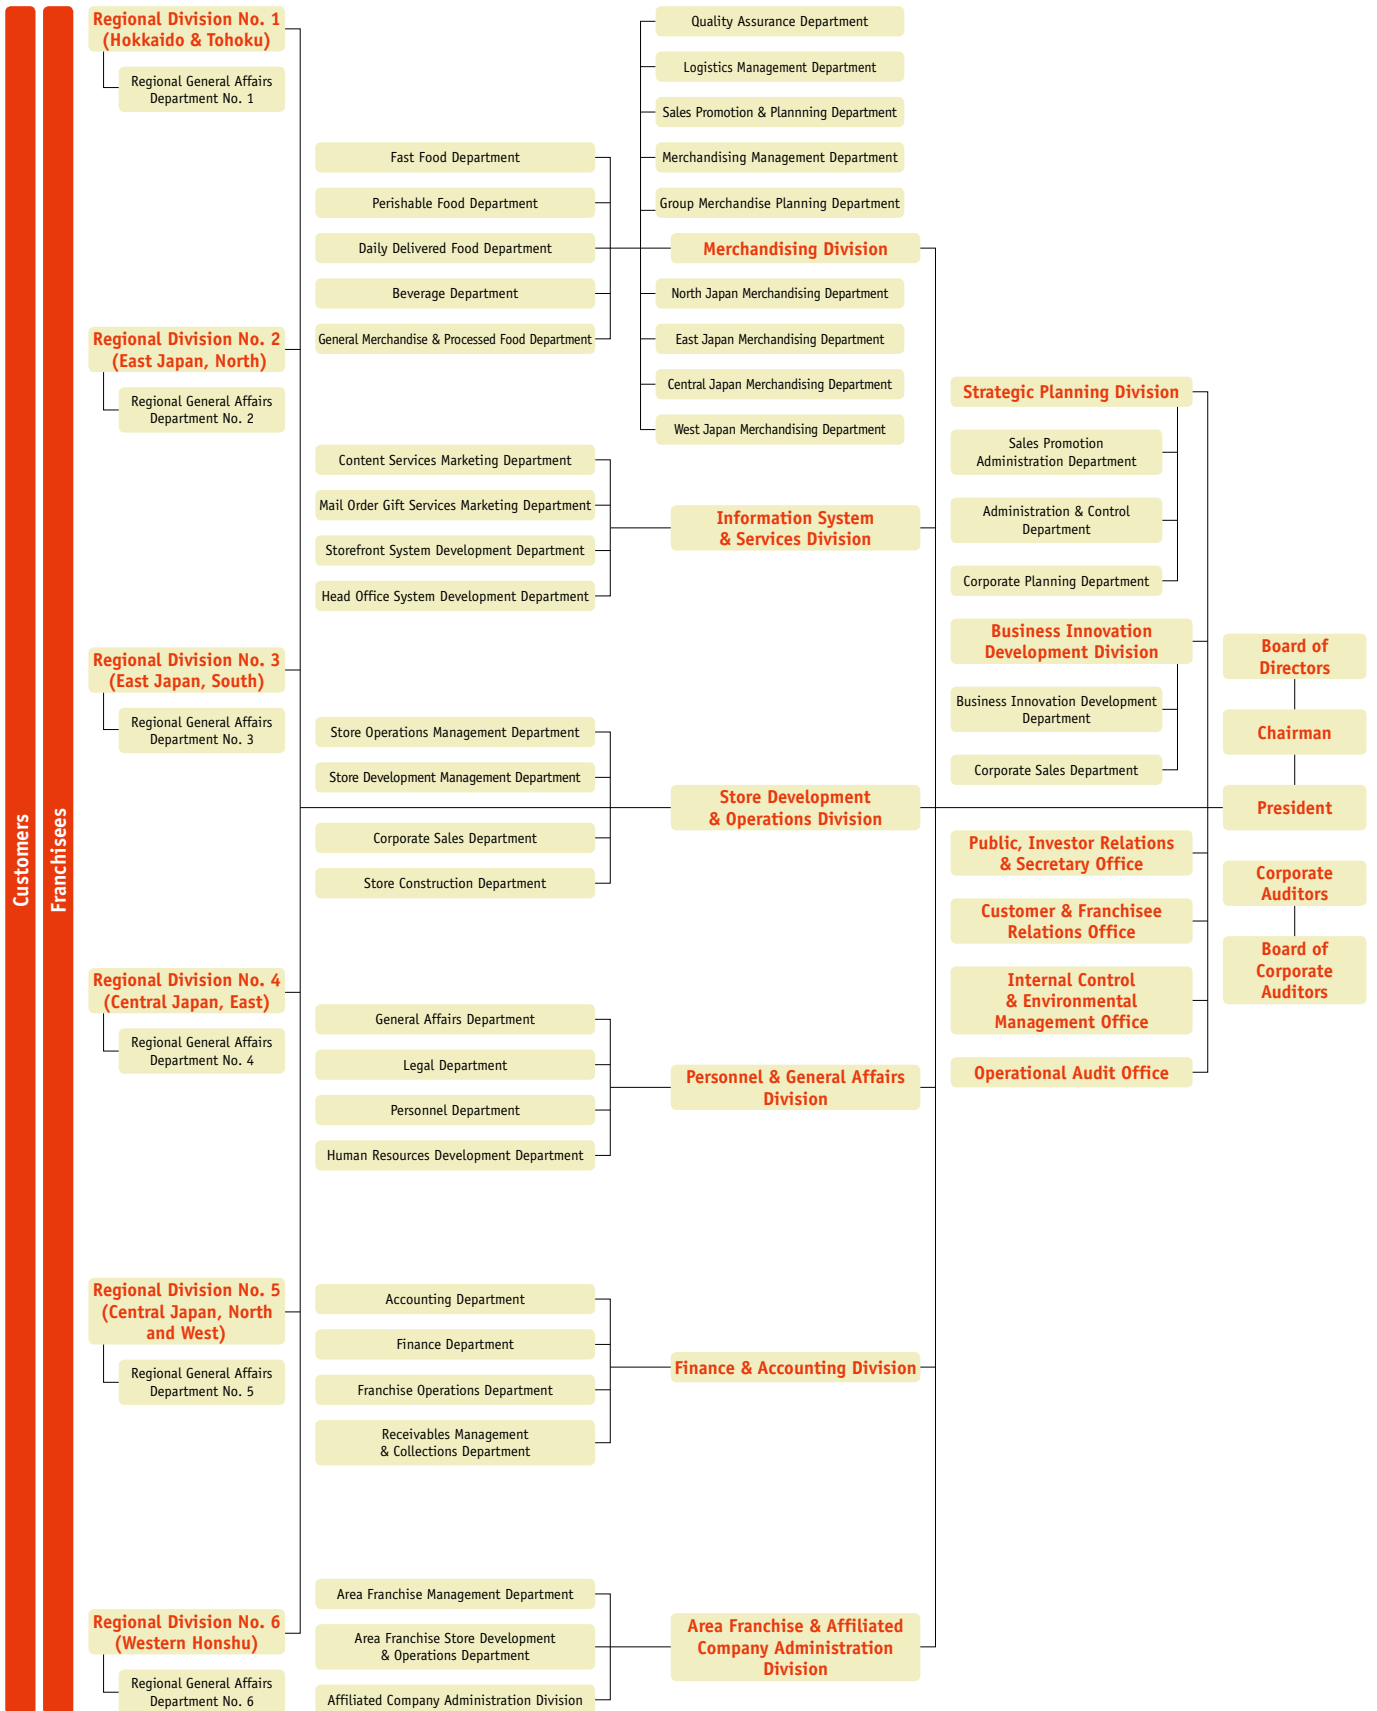 Customers
Franchisees
Regional Division No. 1
(Hokkaido & Tohoku)
Regional General Affairs
Department No. 1
Regional Division No. 2
(East Japan, North)
Regional General Affairs
Department No. 2
Regional Division No. 3
(East Japan, South)
Regional General Affairs
Department No. 3
Regional Division No. 4
(Central Japan, East)
Regional General Affairs
Department No. 4
Regional Division No. 5
(Central Japan, North
and West)
Regional General Affairs
Department No. 5
Regional Division No. 6
(Western Honshu)
Regional General Affairs
Department No. 6
Fast Food Department
Perishable Food Department
Daily Delivered Food Department
Beverage Department
General Merchandise & Processed Food Department
Content Services Marketing Department
Mail Order Gift Services Marketing Department
Storefront System Development Department
Head Office System Development Department
Store Operations Management Department
Store Development Management Department
Corporate Sales Department
Store Construction Department
General Affairs Department
Legal Department
Personnel Department
Human Resources Development Department
Accounting Department
Finance Department
Franchise Operations Department
Receivables Management
& Collections Department
Area Franchise Management Department
Area Franchise Store Development
& Operations Department
Affiliated Company Administration Division
Quality Assurance Department
Logistics Management Department
Sales Promotion & Plannning Department
Merchandising Management Department
Group Merchandise Planning Department
Merchandising Division
North Japan Merchandising Department
East Japan Merchandising Department
Central Japan Merchandising Department
West Japan Merchandising Department
Information System
& Services Division
Store Development
& Operations Division
Personnel & General Affairs
Division
Finance & Accounting Division
Area Franchise & Affiliated
Company Administration
Division
Strategic Planning Division
Sales Promotion
Administration Department
Administration & Control
Department
Corporate Planning Department
Business Innovation
Development Division
Business Innovation Development
Department
Corporate Sales Department
Public, Investor Relations
& Secretary Office
Customer & Franchisee
Relations Office
Internal Control
& Environmental
Management Office
Operational Audit Office
Board of
Directors
Chairman
President
Corporate
Auditors
Board of
Corporate
Auditors